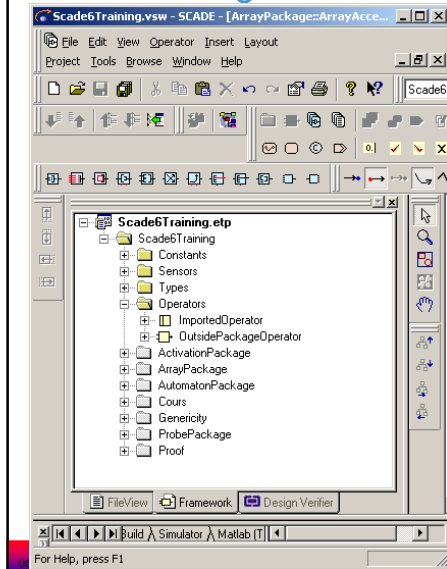 Scade6Training.vsw - SCADE - [ArrayPackage::ArrayAcce...
File Edit View Operator Insert Layout
Project Tools Browse Window Help
Scade6
Scade6Training.etp
Scade6Training
Constants
Sensors
Types
Operators
ImportedOperator
OutsidePackageOperator
ActivationPackage
ArrayPackage
AutomatonPackage
Cours
Genericity
ProbePackage
Proof
FileView Framework Design Verifier
Build Simulator Matlab (T
For Help, press F1